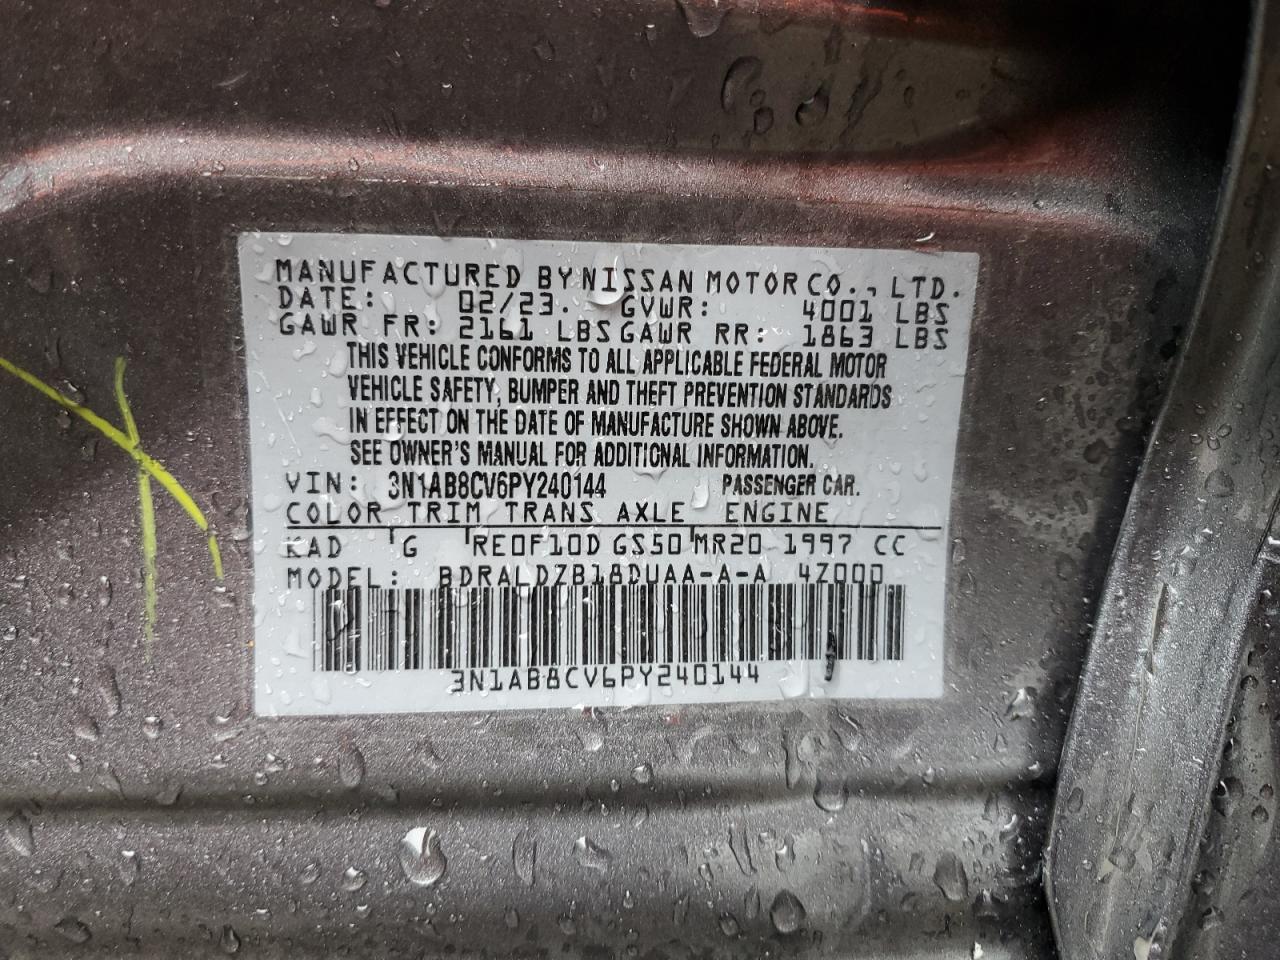 MANUFACTURED BY NISSAN MOTOR CO., LTD.
DATE: 02/23. GVWR: 4001 LBS
GAWR FR: 2161 LBS GAWR RR: 1863 LBS
THIS VEHICLE CONFORMS TO ALL APPLICABLE FEDERAL MOTOR
VEHICLE SAFETY, BUMPER AND THEFT PREVENTION STANDARDS
IN EFFECT ON THE DATE OF MANUFACTURE SHOWN ABOVE.
SEE OWNER'S MANUAL FOR ADDITIONAL INFORMATION.
VIN: 3N1AB8CV6PY240144 PASSENGER CAR.
COLOR TRIM TRANS AXLE ENGINE
KAD G RE0F10D GS50 MR20 1997 CC
MODEL: BDRALDZB18DUAA-A-A 4Z000
3N1AB8CV6PY240144